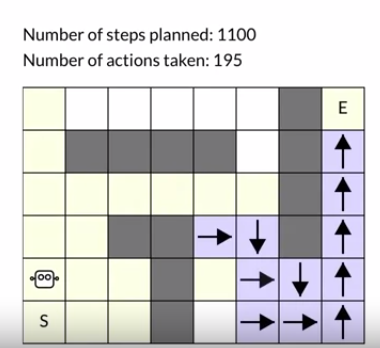 Number of steps planned: 1100
Number of actions taken: 195
E
S